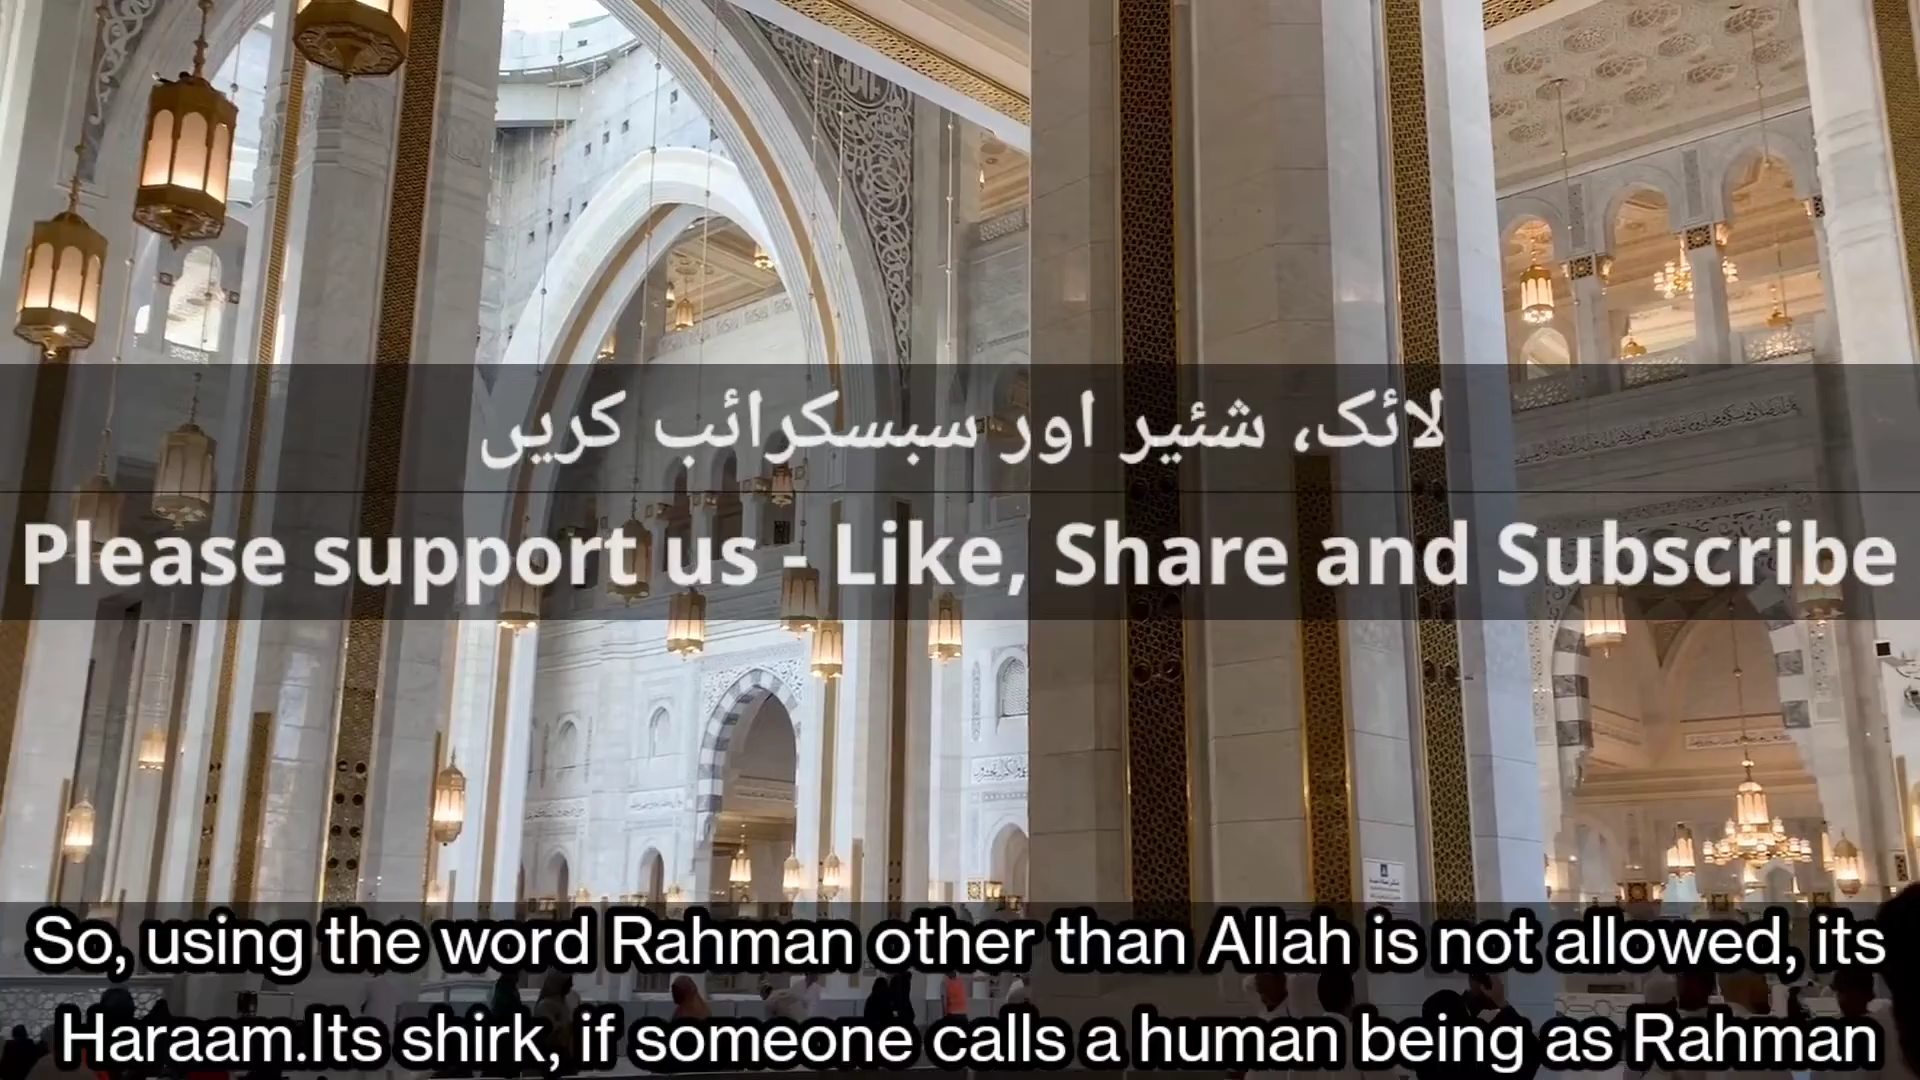 لائک، شئیر اور سبسکرائب کریں
Please support us - Like, Share and Subscribe
So, using the word Rahman other than Allah is not allowed, its
Haraam.Its shirk, if someone calls a human being as Rahman